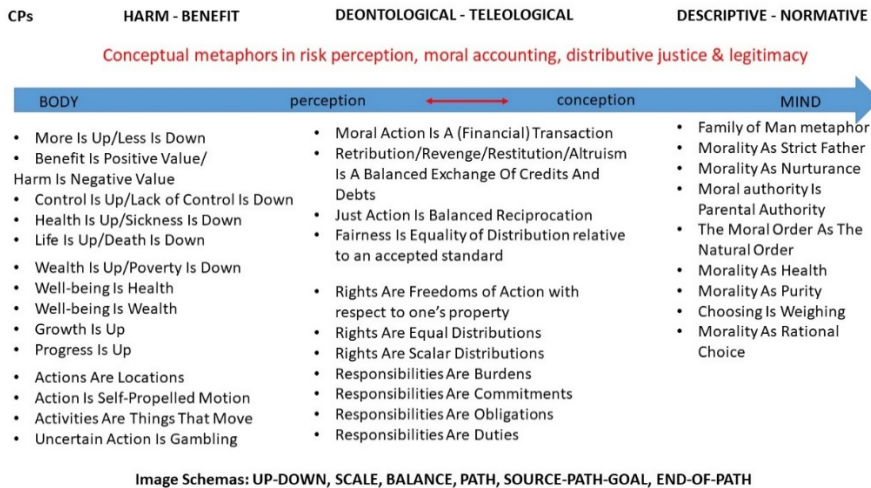 CPs HARM - BENEFIT DEONTOLOGICAL - TELEOLOGICAL DESCRIPTIVE - NORMATIVE
Conceptual metaphors in risk perception, moral accounting, distributive justice & legitimacy
BODY perception conception MIND
• More Is Up/Less Is Down
• Benefit Is Positive Value/
Harm Is Negative Value
• Control Is Up/Lack of Control Is Down
• Health Is Up/Sickness Is Down
• Life Is Up/Death Is Down
• Wealth Is Up/Poverty Is Down
• Well-being Is Health
• Well-being Is Wealth
• Growth Is Up
• Progress Is Up
• Actions Are Locations
• Action Is Self-Propelled Motion
• Activities Are Things That Move
• Uncertain Action Is Gambling
• Moral Action Is A (Financial) Transaction
• Retribution/Revenge/Restitution/Altruism
Is A Balanced Exchange Of Credits And
Debts
• Just Action Is Balanced Reciprocation
• Fairness Is Equality of Distribution relative
to an accepted standard
• Rights Are Freedoms of Action with
respect to one's property
• Rights Are Equal Distributions
• Rights Are Scalar Distributions
• Responsibilities Are Burdens
• Responsibilities Are Commitments
• Responsibilities Are Obligations
• Responsibilities Are Duties
• Family of Man metaphor
• Morality As Strict Father
• Morality As Nurturance
• Moral authority Is
Parental Authority
• The Moral Order As The
Natural Order
• Morality As Health
• Morality As Purity
• Choosing Is Weighing
• Morality As Rational
Choice
Image Schemas: UP-DOWN, SCALE, BALANCE, PATH, SOURCE-PATH-GOAL, END-OF-PATH